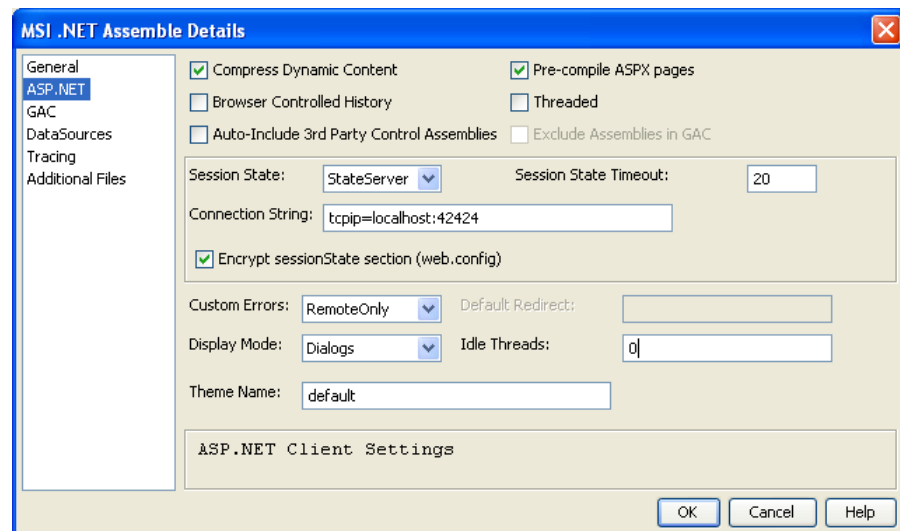 MSI .NET Assemble Details
General
ASP.NET
GAC
DataSources
Tracing
Additional Files
Compress Dynamic Content
Pre-compile ASPX pages
Browser Controlled History
Threaded
Auto-Include 3rd Party Control Assemblies
Exclude Assemblies in GAC
Session State: StateServer
Session State Timeout: 20
Connection String: tcpip=localhost:42424
Encrypt sessionState section (web.config)
Custom Errors: RemoteOnly
Default Redirect:
Display Mode: Dialogs
Idle Threads: 0
Theme Name: default
ASP.NET Client Settings
OK Cancel Help